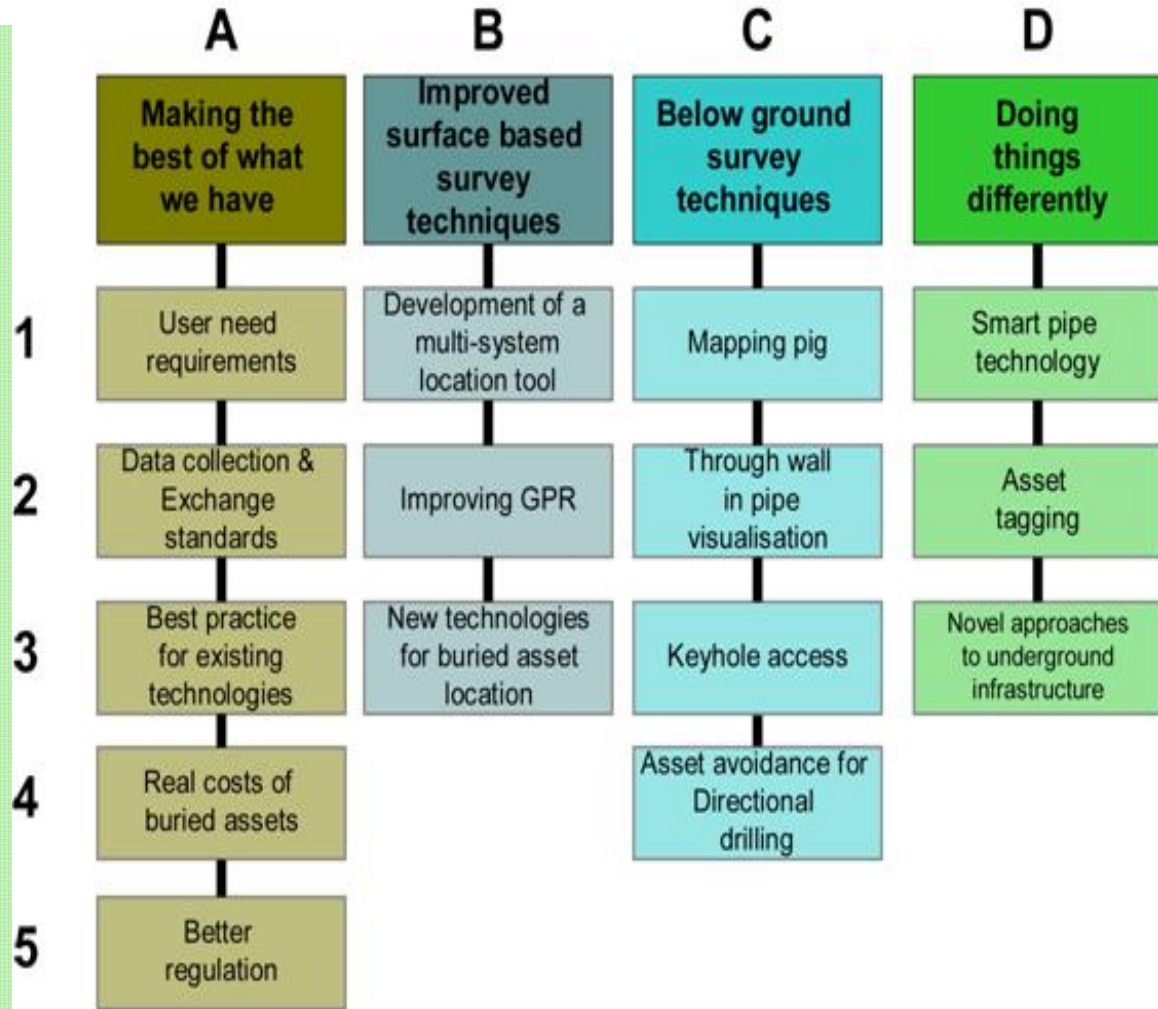 A
B
C
D
Making the
best of what
we have
Improved
surface based
survey
techniques
Below ground
survey
techniques
Doing
things
differently
1
User need
requirements
Development of a
multi-system
location tool
Mapping pig
Smart pipe
technology
2
Data collection &
Exchange
standards
Improving GPR
Through wall
in pipe
visualisation
Asset
tagging
3
Best practice
for existing
technologies
New technologies
for buried asset
location
Keyhole access
Novel approaches
to underground
infrastructure
4
Real costs of
buried assets
Asset avoidance for
Directional
drilling
5
Better
regulation